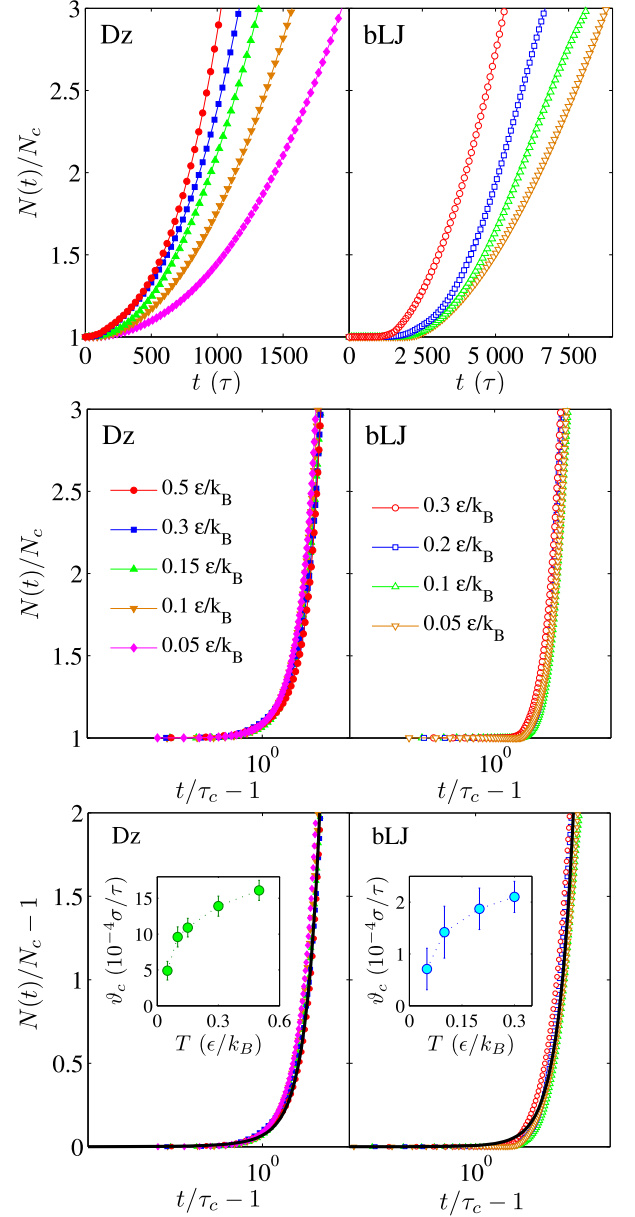 Dz
bLJ
N(t)/N_c
3
2.5
2
1.5
1
0 500 1000 1500
0 2 500 5 000 7 500
t (τ)
t (τ)
Dz
bLJ
N(t)/N_c
3
2.5
2
1.5
1
0.5 ε/k_B
0.3 ε/k_B
0.15 ε/k_B
0.1 ε/k_B
0.05 ε/k_B
0.3 ε/k_B
0.2 ε/k_B
0.1 ε/k_B
0.05 ε/k_B
10^0
10^0
t/τ_c − 1
t/τ_c − 1
Dz
bLJ
N(t)/N_c − 1
2
1.5
1
0.5
0
ϑ_c (10^−4 σ/τ)
15
10
5
0
0 0.3 0.6
T (ϵ/k_B)
ϑ_c (10^−4 σ/τ)
2
1
0
0 0.15 0.3
T (ϵ/k_B)
10^0
10^0
t/τ_c − 1
t/τ_c − 1